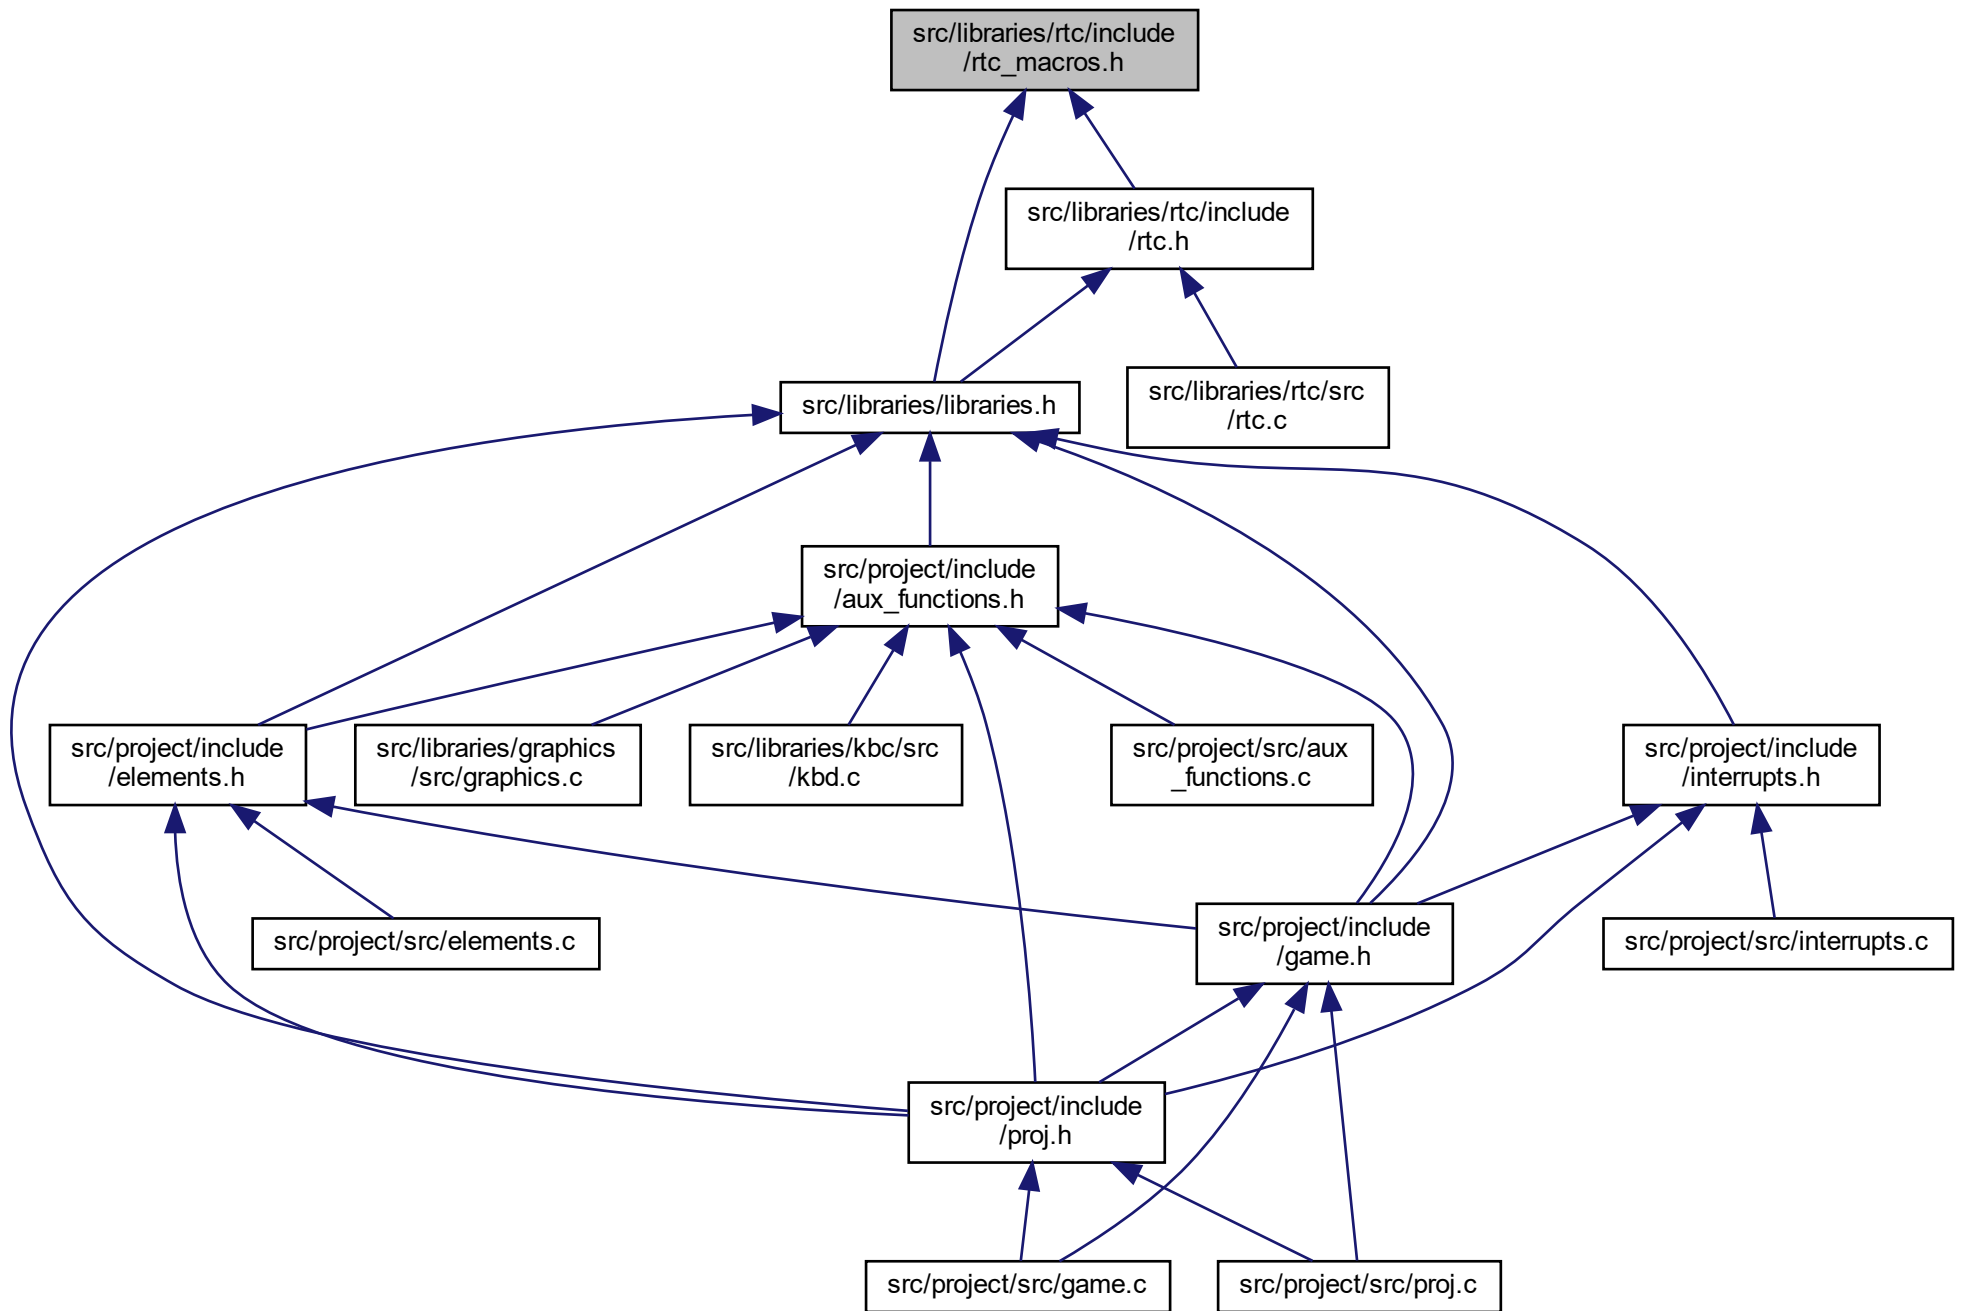 src/libraries/rtc/include
/rtc_macros.h
src/libraries/rtc/include
/rtc.h
src/libraries/libraries.h
src/libraries/rtc/src
/rtc.c
src/project/include
/aux_functions.h
src/project/include
/elements.h
src/libraries/graphics
/src/graphics.c
src/libraries/kbc/src
/kbd.c
src/project/src/aux
_functions.c
src/project/include
/interrupts.h
src/project/src/elements.c
src/project/include
/game.h
src/project/src/interrupts.c
src/project/include
/proj.h
src/project/src/game.c
src/project/src/proj.c